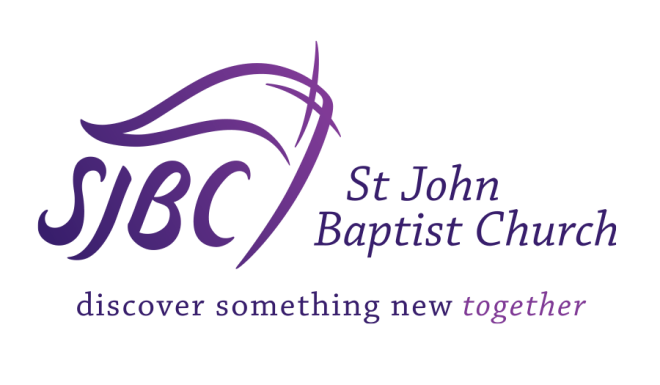 SJBC
St John
Baptist Church
discover something new together